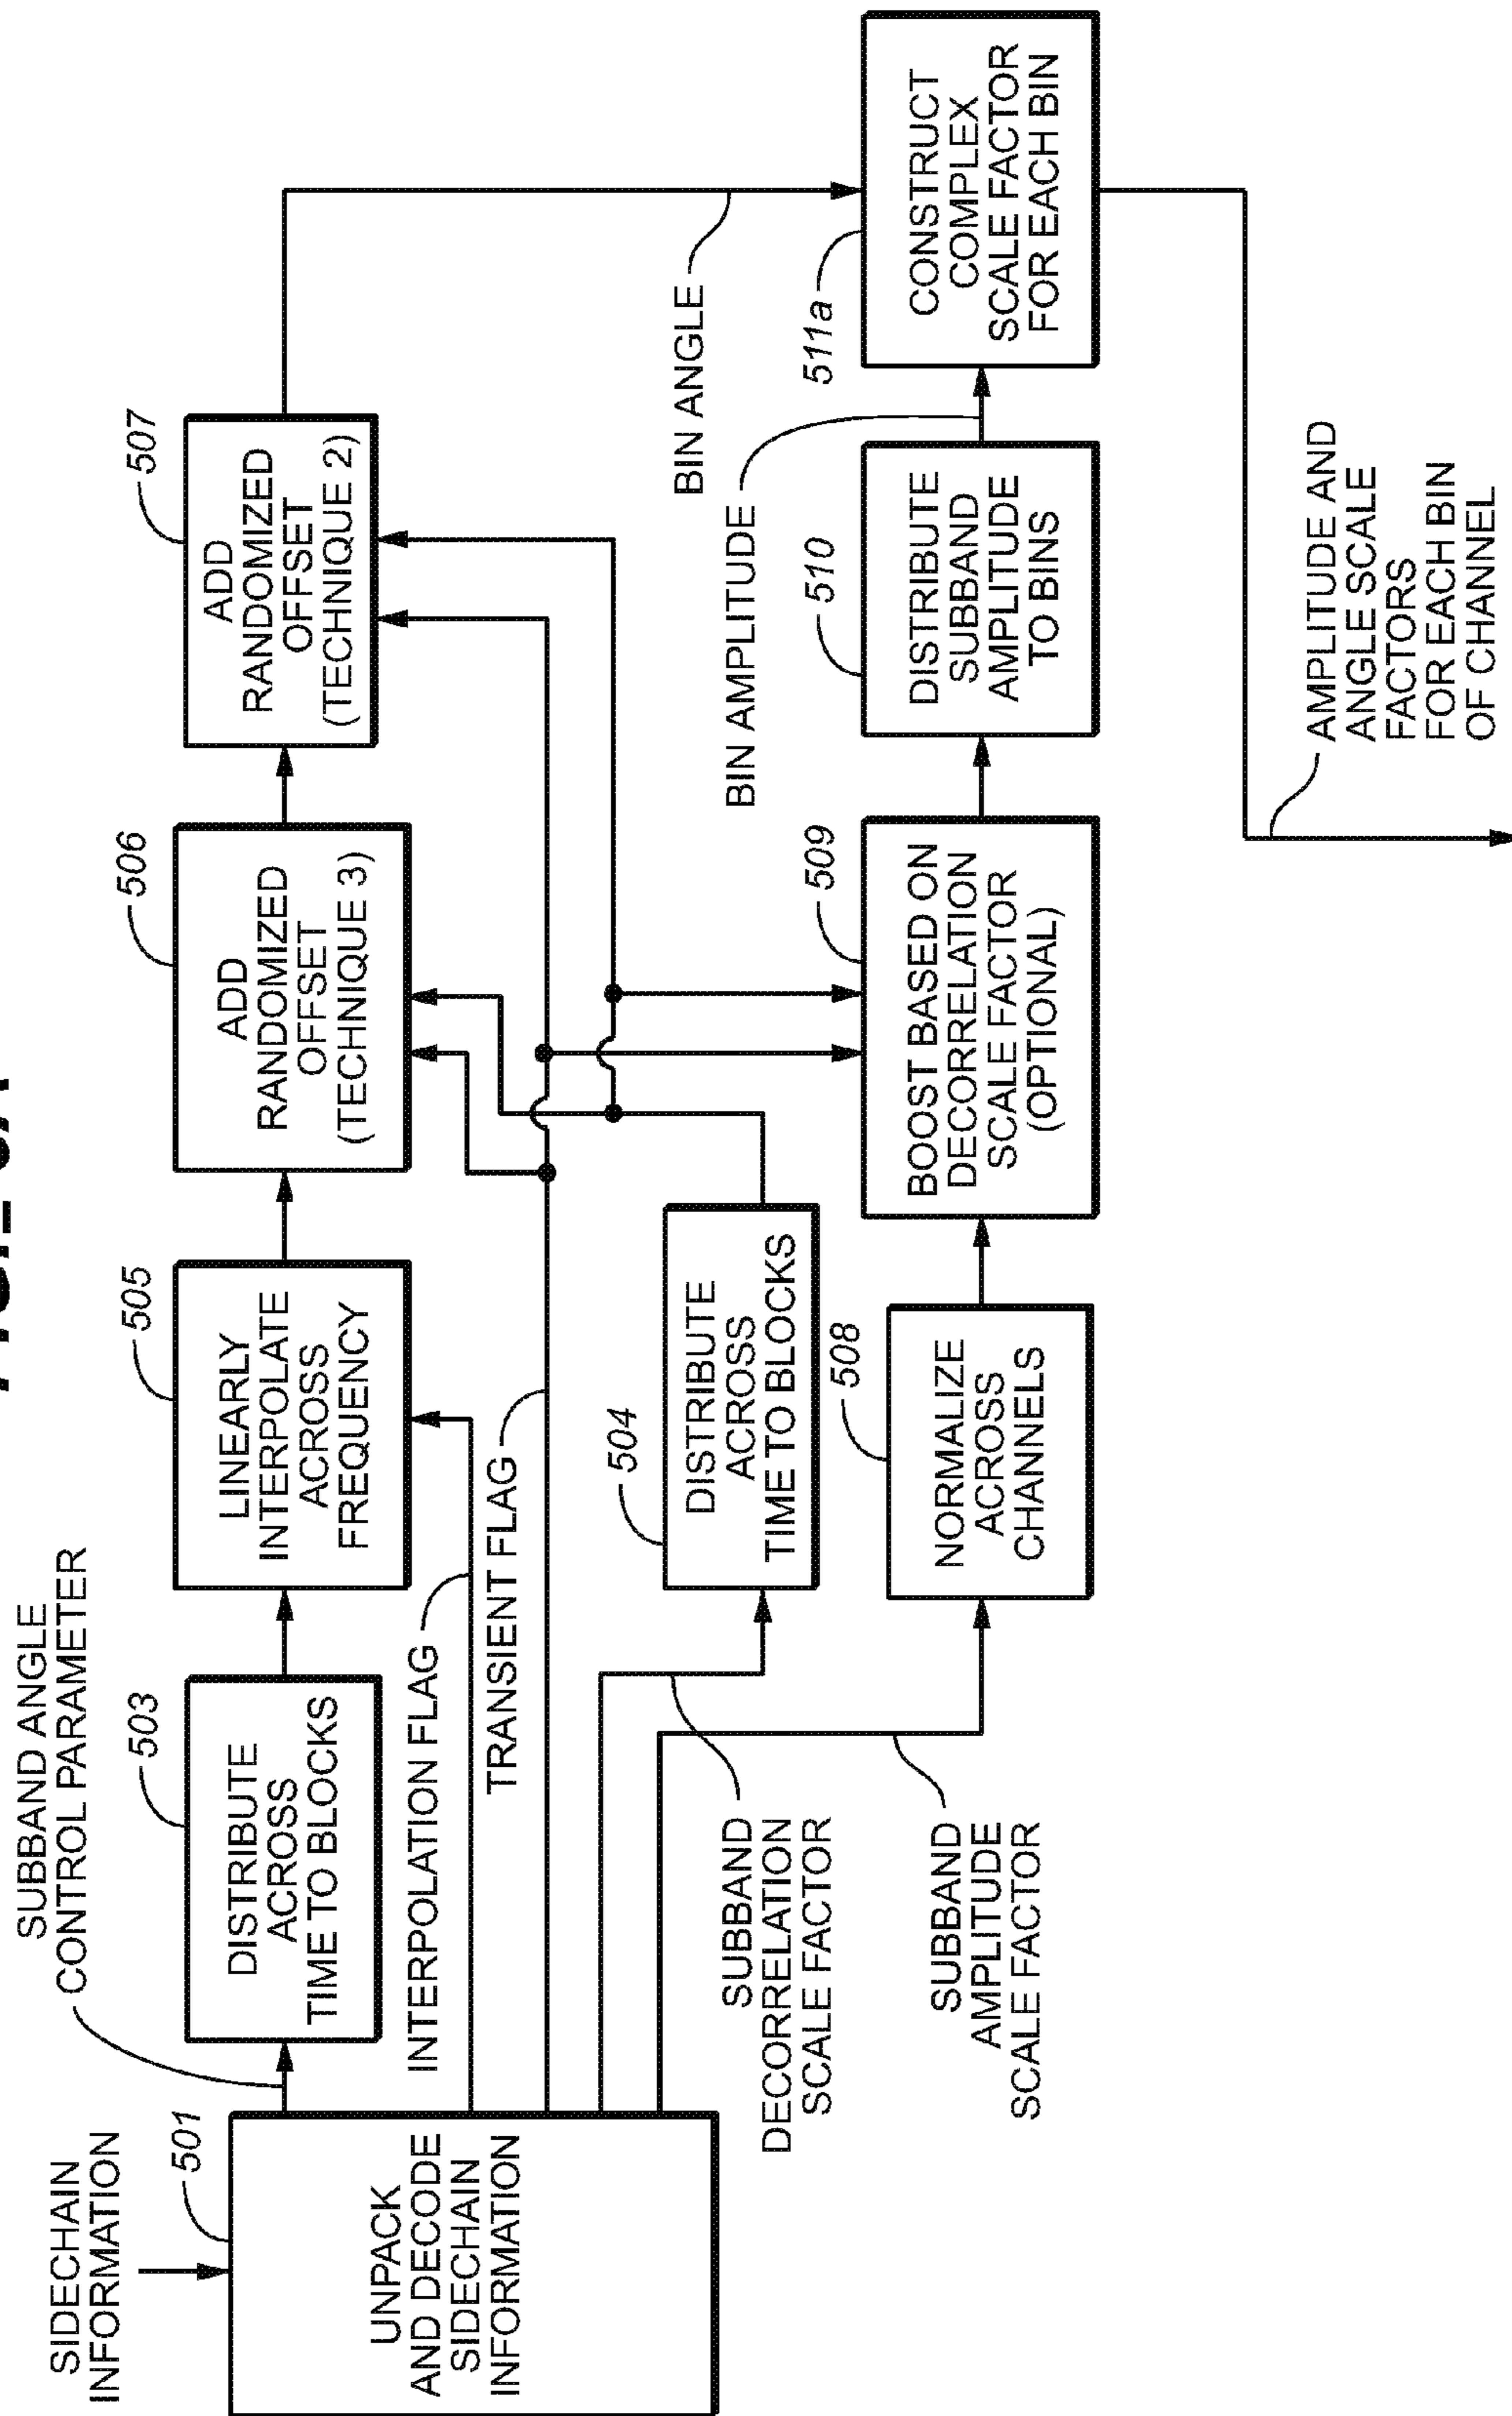 SIDECHAIN
INFORMATION
501
UNPACK
AND DECODE
SIDECHAIN
INFORMATION
SUBBAND ANGLE
CONTROL PARAMETER
503
DISTRIBUTE
ACROSS
TIME TO BLOCKS
505
LINEARLY
INTERPOLATE
ACROSS
FREQUENCY
506
ADD
RANDOMIZED
OFFSET
(TECHNIQUE 3)
507
ADD
RANDOMIZED
OFFSET
(TECHNIQUE 2)
INTERPOLATION FLAG
TRANSIENT FLAG
504
DISTRIBUTE
ACROSS
TIME TO BLOCKS
SUBBAND
DECORRELATION
SCALE FACTOR
SUBBAND
AMPLITUDE
SCALE FACTOR
508
NORMALIZE
ACROSS
CHANNELS
509
BOOST BASED ON
DECORRELATION
SCALE FACTOR
(OPTIONAL)
510
DISTRIBUTE
SUBBAND
AMPLITUDE
TO BINS
BIN AMPLITUDE
BIN ANGLE
511a
CONSTRUCT
COMPLEX
SCALE FACTOR
FOR EACH BIN
AMPLITUDE AND
ANGLE SCALE
FACTORS
FOR EACH BIN
OF CHANNEL